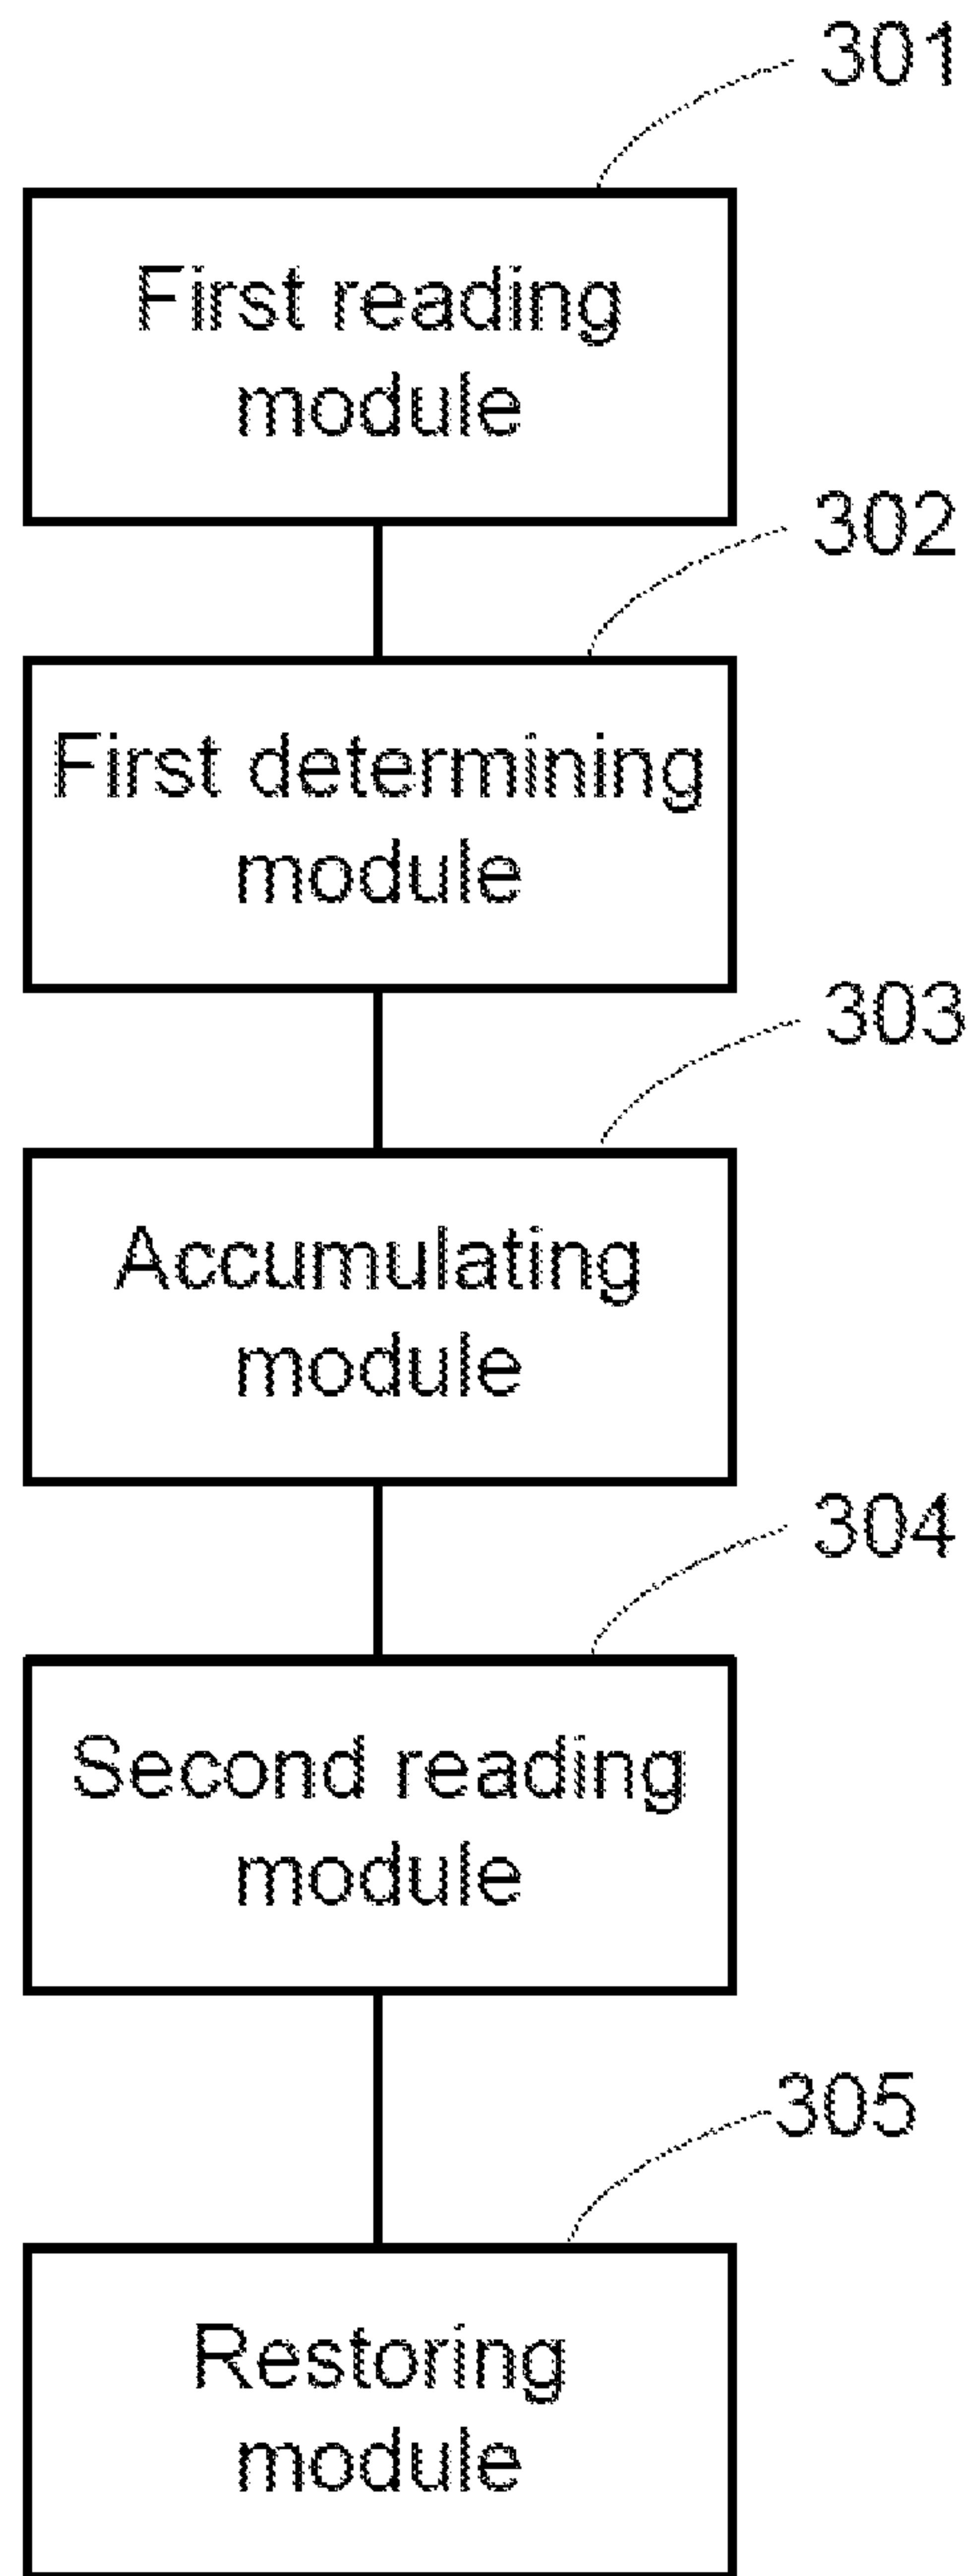 301
First reading
module
302
First determining
module
303
Accumulating
module
304
Second reading
module
305
Restoring
module